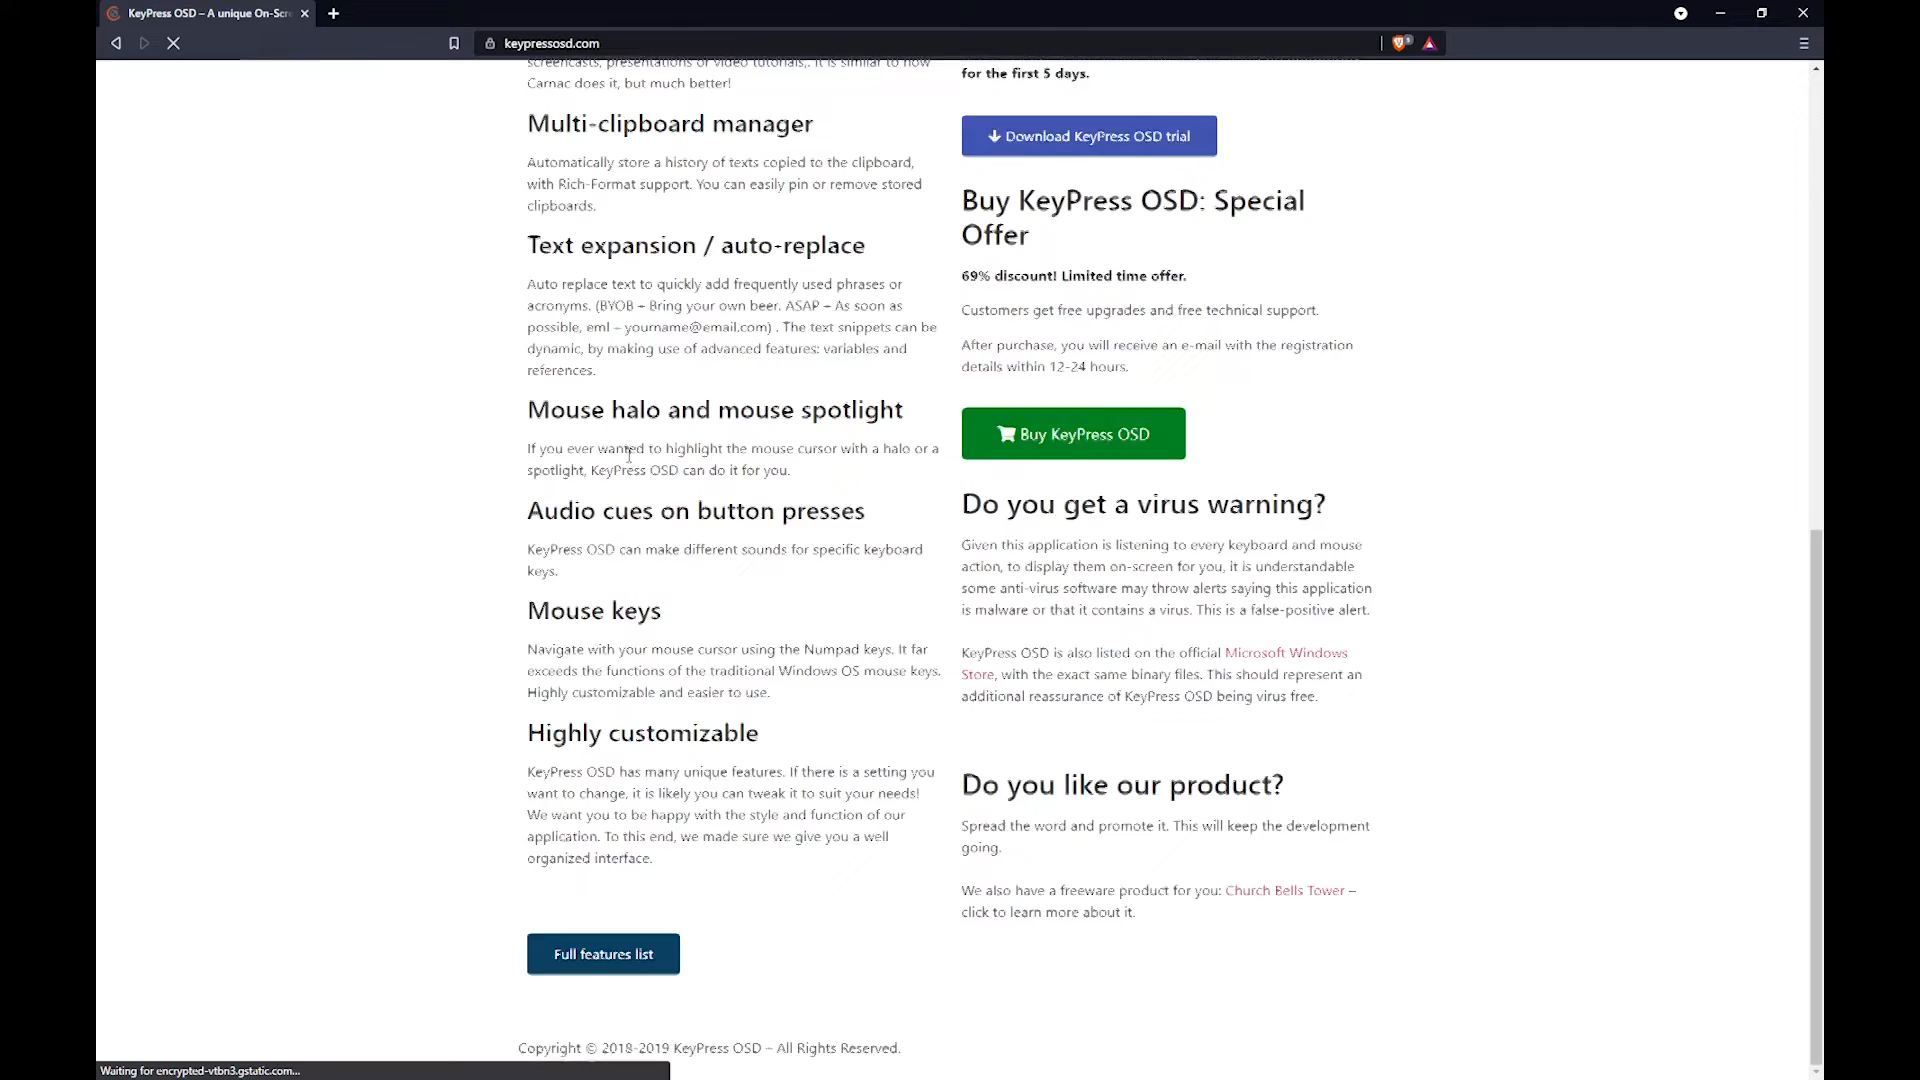 KeyPress OSD – A unique On-Scre
keypressosd.com
screencasts, presentations or video tutorials,. It is similar to how
Carnac does it, but much better!
Multi-clipboard manager
Automatically store a history of texts copied to the clipboard,
with Rich-Format support. You can easily pin or remove stored
clipboards.
Text expansion / auto-replace
Auto replace text to quickly add frequently used phrases or
acronyms. (BYOB – Bring your own beer. ASAP – As soon as
possible, eml – yourname@email.com) . The text snippets can be
dynamic, by making use of advanced features: variables and
references.
Mouse halo and mouse spotlight
If you ever wanted to highlight the mouse cursor with a halo or a
spotlight, KeyPress OSD can do it for you.
Audio cues on button presses
KeyPress OSD can make different sounds for specific keyboard
keys.
Mouse keys
Navigate with your mouse cursor using the Numpad keys. It far
exceeds the functions of the traditional Windows OS mouse keys.
Highly customizable and easier to use.
Highly customizable
KeyPress OSD has many unique features. If there is a setting you
want to change, it is likely you can tweak it to suit your needs!
We want you to be happy with the style and function of our
application. To this end, we made sure we give you a well
organized interface.
Full features list
for the first 5 days.
Download KeyPress OSD trial
Buy KeyPress OSD: Special
Offer
69% discount! Limited time offer.
Customers get free upgrades and free technical support.
After purchase, you will receive an e-mail with the registration
details within 12-24 hours.
Buy KeyPress OSD
Do you get a virus warning?
Given this application is listening to every keyboard and mouse
action, to display them on-screen for you, it is understandable
some anti-virus software may throw alerts saying this application
is malware or that it contains a virus. This is a false-positive alert.
KeyPress OSD is also listed on the official Microsoft Windows
Store, with the exact same binary files. This should represent an
additional reassurance of KeyPress OSD being virus free.
Do you like our product?
Spread the word and promote it. This will keep the development
going.
We also have a freeware product for you: Church Bells Tower –
click to learn more about it.
Copyright © 2018-2019 KeyPress OSD – All Rights Reserved.
Waiting for encrypted-vtbn3.gstatic.com...